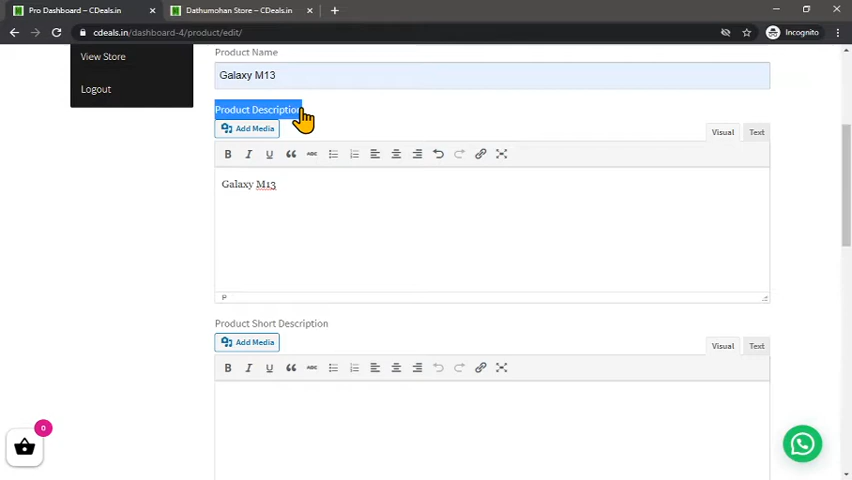 Pro Dashboard – CDeals.in
Dathumohan Store – CDeals.in
cdeals.in/dashboard-4/product/edit/
Incognito
View Store
Logout
Product Name
Galaxy M13
Product Description
Add Media
Visual Text
B I U ABC
Galaxy M13
P
Product Short Description
Add Media
Visual Text
B I U ABC
0